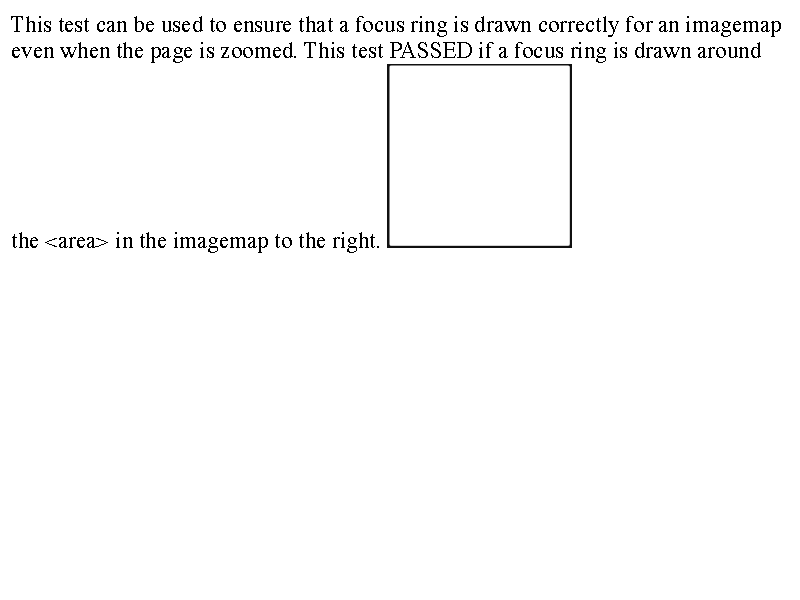 This test can be used to ensure that a focus ring is drawn correctly for an imagemap
even when the page is zoomed. This test PASSED if a focus ring is drawn around
the <area> in the imagemap to the right.